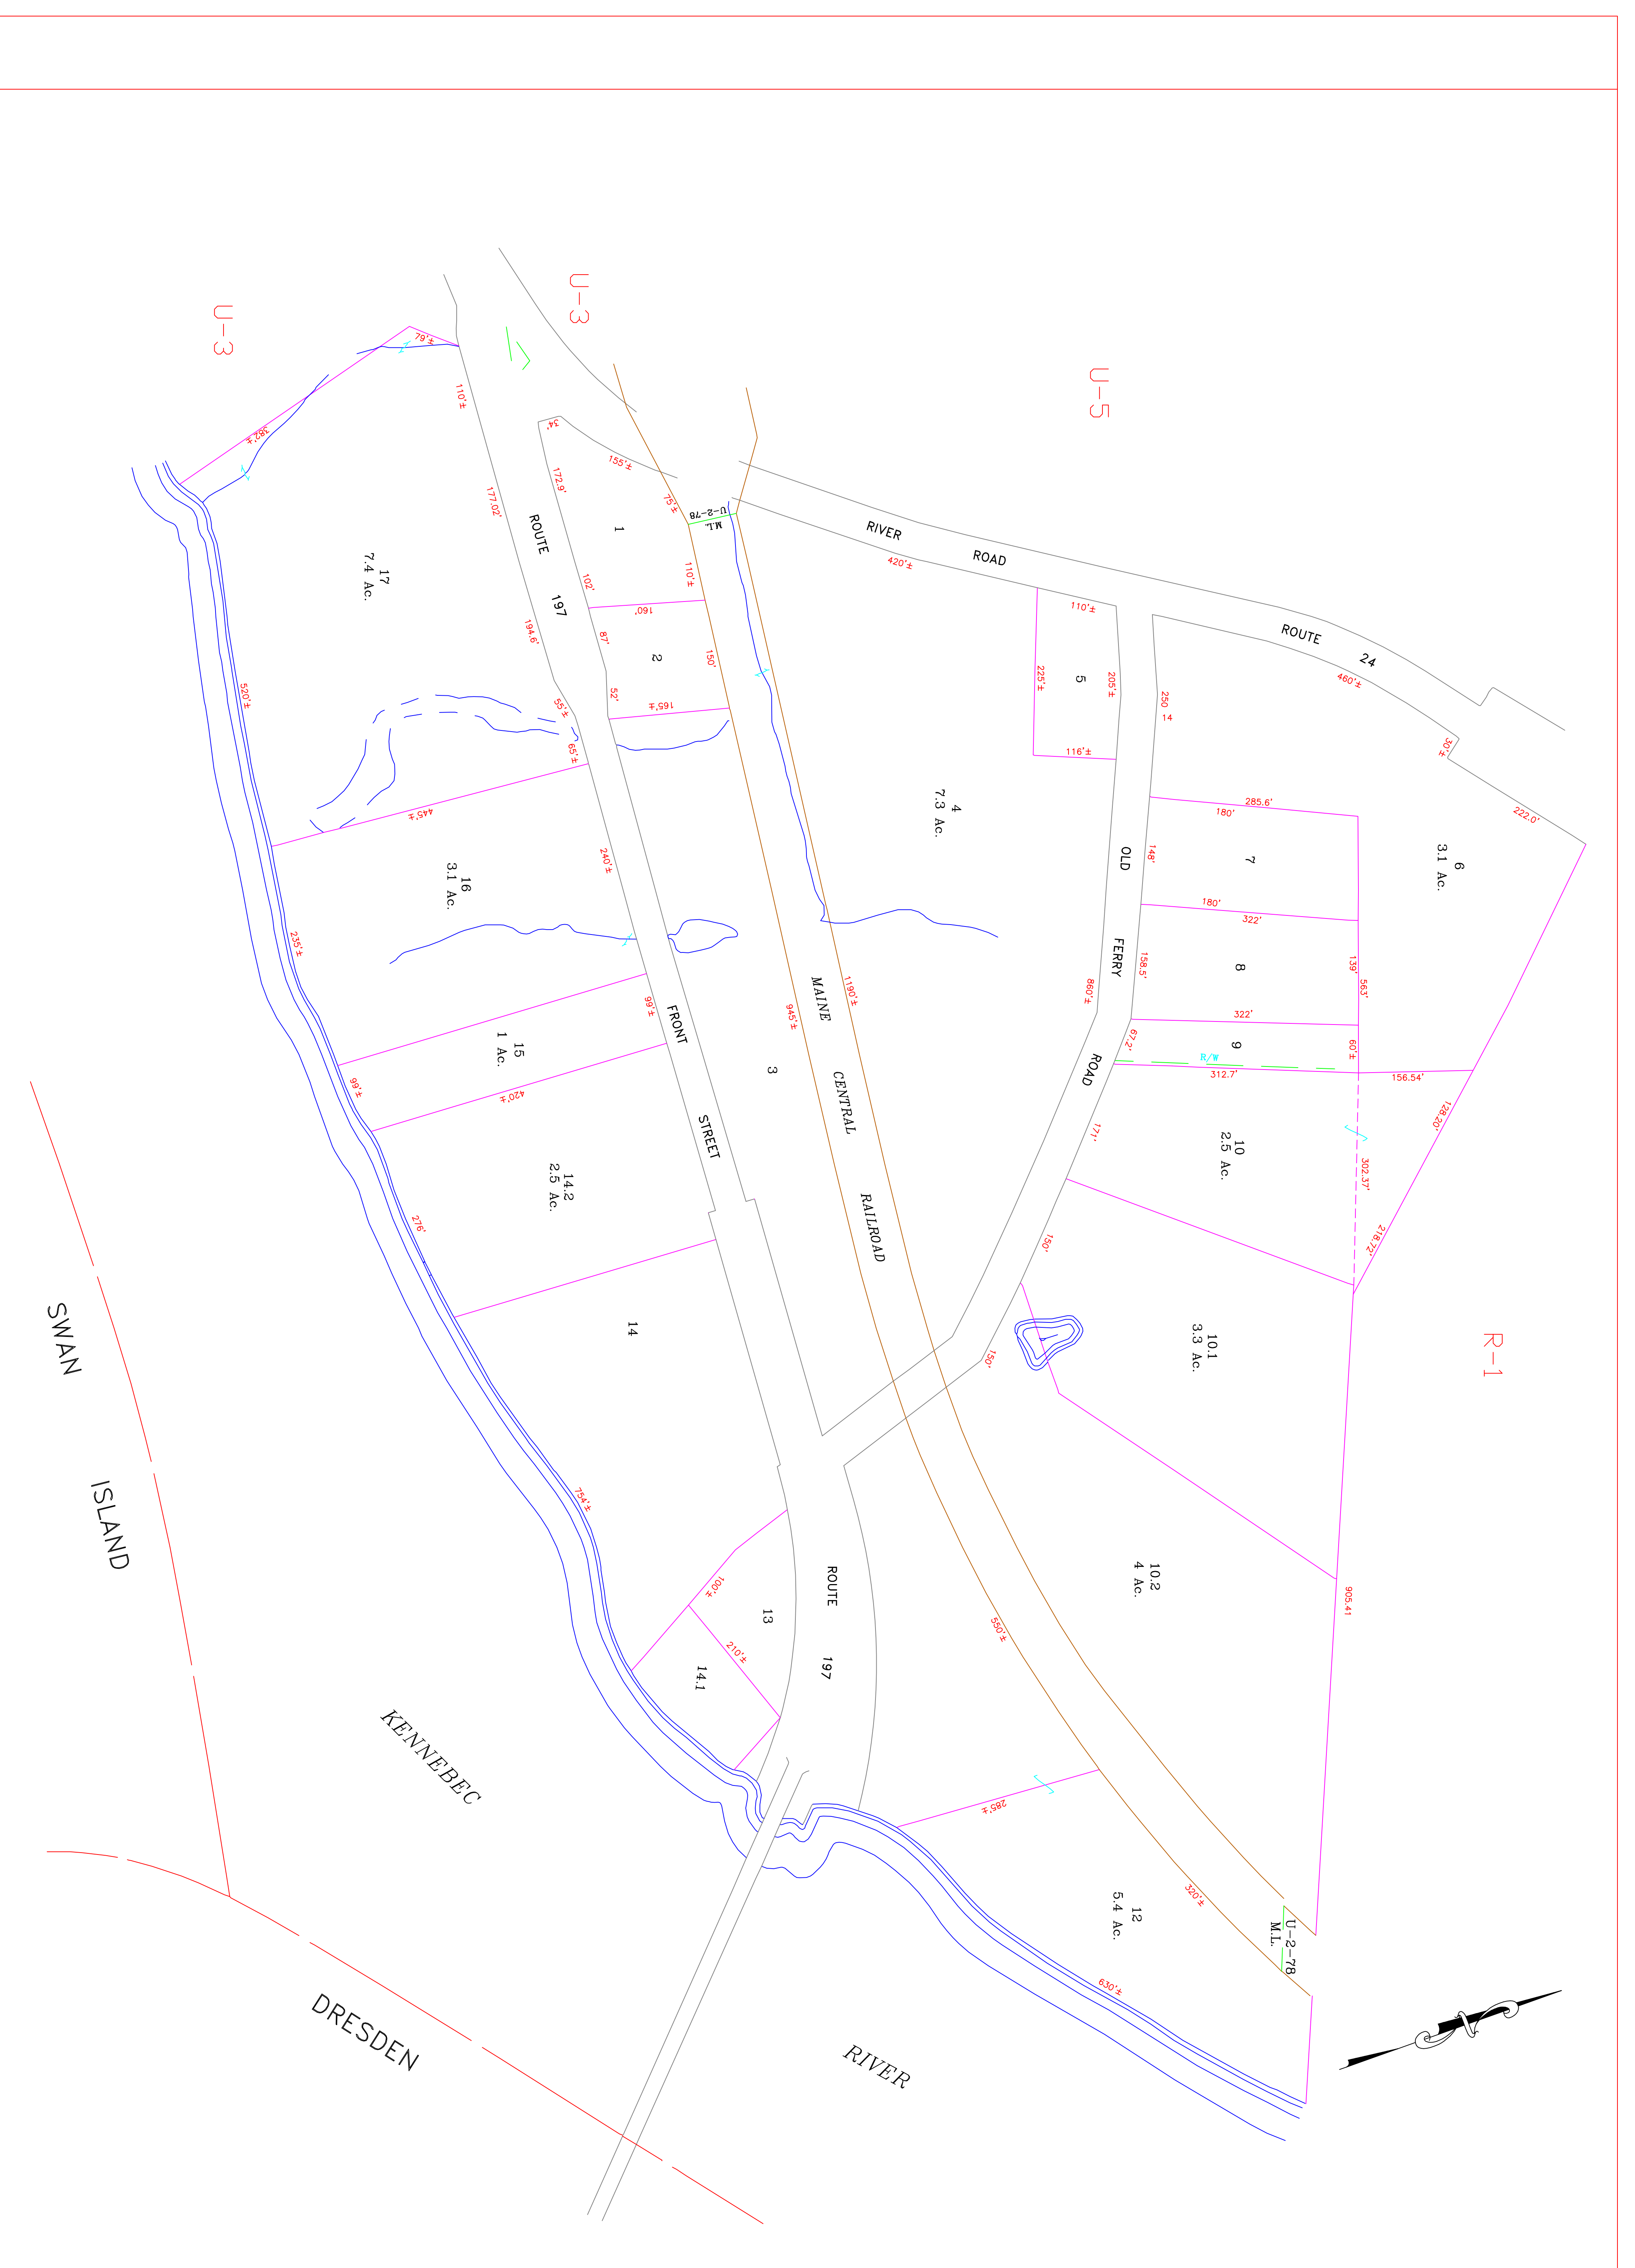 U-3
U-3
U-5
R-1
RIVER ROAD
ROUTE 24
420'±
110'±
460'±
30'±
222.0'
5
225'±
205'±
116'±
250
14
4
7.3 Ac.
6
3.1 Ac.
285.6'
180'
7
148'
180'
322'
8
158.5'
139'
563'
322'
9
60'±
67.2'
R/W
312.7'
156.54'
128.20'
302.37'
218.72'
10
2.5 Ac.
171'
150'
150'
OLD FERRY ROAD
860'±
10.1
3.3 Ac.
10.2
4 Ac.
905.41
U-2-78
M.L.
155'±
75'±
34'
172.9'
1
102'
110'±
160'
87'
2
150'
52'
165'±
ROUTE 197
3
945'±
1190'±
MAINE CENTRAL RAILROAD
550'±
320'±
U-2-78
M.L.
79'±
110'±
382'±
177.02'
17
7.4 Ac.
194.6'
55'±
65'±
520'±
445'±
16
3.1 Ac.
240'±
235'±
15
1 Ac.
99'±
99'±
420'±
FRONT STREET
14.2
2.5 Ac.
276'
14
754'±
13
100'±
210'±
14.1
ROUTE 197
285'±
12
5.4 Ac.
630'±
SWAN ISLAND
KENNEBEC RIVER
DRESDEN
N